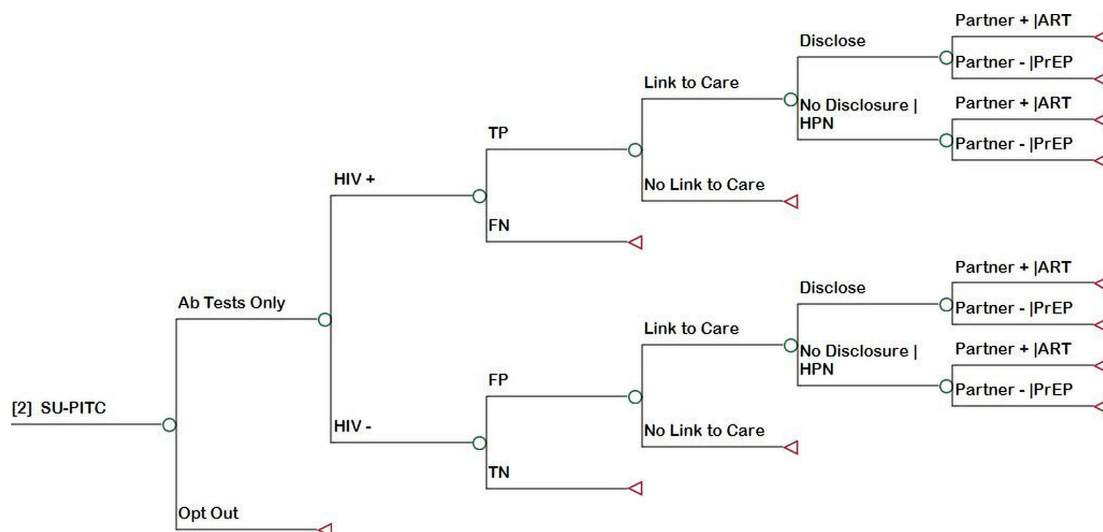 Partner + |ART
Disclose
Partner - |PrEP
Link to Care
No Disclosure |
HPN
Partner + |ART
Partner - |PrEP
TP
HIV +
No Link to Care
FN
Partner + |ART
Disclose
Partner - |PrEP
Ab Tests Only
Link to Care
No Disclosure |
HPN
Partner + |ART
Partner - |PrEP
FP
[2] SU-PITC
HIV -
No Link to Care
TN
Opt Out